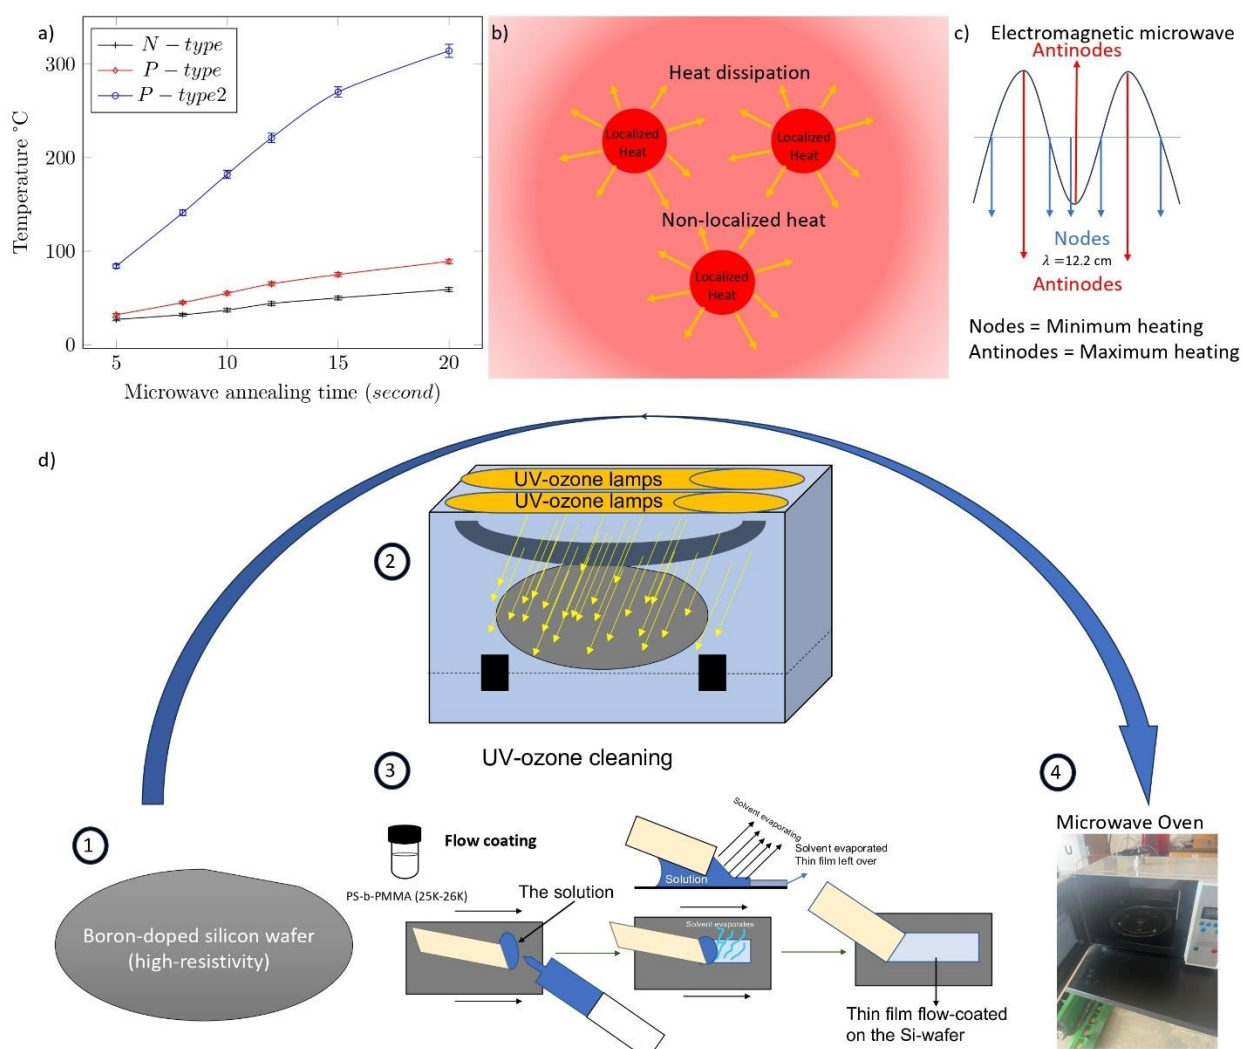 a)
N - type
P - type
P - type2
300
200
100
0
Temperature °C
5
10
15
20
Microwave annealing time (second)
b)
Heat dissipation
Localized
Heat
Localized
Heat
Non-localized heat
Localized
Heat
c)
Electromagnetic microwave
Antinodes
Nodes
λ =12.2 cm
Antinodes
Nodes = Minimum heating
Antinodes = Maximum heating
d)
UV-ozone lamps
UV-ozone lamps
2
UV-ozone cleaning
1
Boron-doped silicon wafer
(high-resistivity)
3
Flow coating
PS-b-PMMA (25K-26K)
The solution
Solvent evaporating
Solvent evaporated
Thin film left over
Solution
Solvent evaporates
Thin film flow-coated
on the Si-wafer
4
Microwave Oven